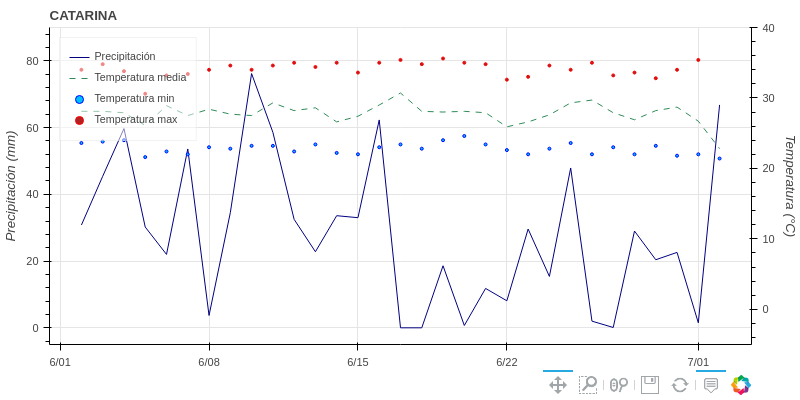 CATARINA
Precipitación
Temperatura media
Temperatura min
Temperatura max
Precipitación (mm)
80
60
40
20
0
Temperatura (°C)
40
30
20
10
0
6/01 6/08 6/15 6/22 7/01